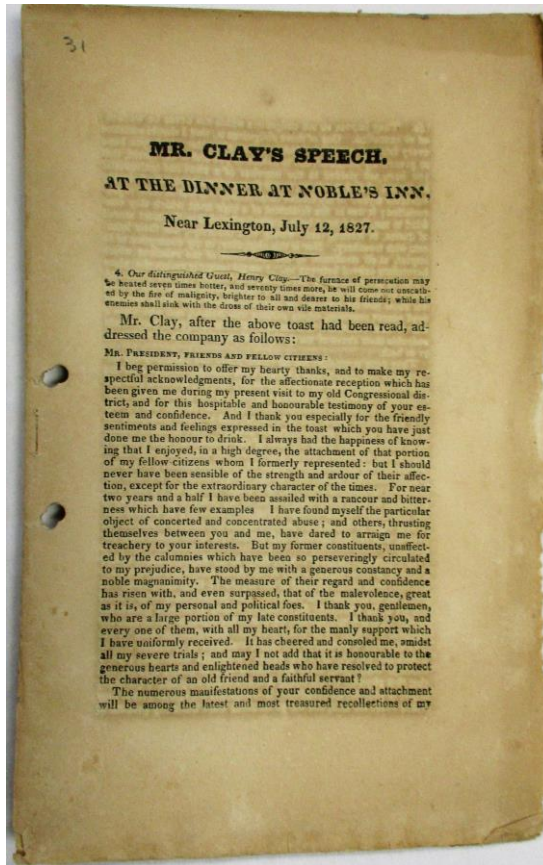 31
MR. CLAY'S SPEECH,
AT THE DINNER AT NOBLE'S INN.
Near Lexington, July 12, 1827.
4. Our distinguished Guest, Henry Clay.—The furnace of persecution may
be heated seven times hotter, and seventy times more, he will come out unscath-
ed by the fire of malignity, brighter to all and dearer to his friends; while his
enemies shall sink with the dross of their own vile materials.
Mr. Clay, after the above toast had been read, ad-
dressed the company as follows:
MR. PRESIDENT, FRIENDS AND FELLOW CITIZENS:
I beg permission to offer my hearty thanks, and to make my re-
spectful acknowledgments, for the affectionate reception which has
been given me during my present visit to my old Congressional dis-
trict, and for this hospitable and honourable testimony of your es-
teem and confidence. And I thank you especially for the friendly
sentiments and feelings expressed in the toast which you have just
done me the honour to drink. I always had the happiness of know-
ing that I enjoyed, in a high degree, the attachment of that portion
of my fellow-citizens whom I formerly represented: but I should
never have been sensible of the strength and ardour of their affec-
tion, except for the extraordinary character of the times. For near
two years and a half I have been assailed with a rancour and bitter-
ness which have few examples I have found myself the particular
object of concerted and concentrated abuse; and others, thrusting
themselves between you and me, have dared to arraign me for
treachery to your interests. But my former constituents, unaffect-
ed by the calumnies which have been so perseveringly circulated
to my prejudice, have stood by me with a generous constancy and a
noble magnanimity. The measure of their regard and confidence
has risen with, and even surpassed, that of the malevolence, great
as it is, of my personal and political foes. I thank you, gentlemen,
who are a large portion of my late constituents. I thank you, and
every one of them, with all my heart, for the manly support which
I have uniformly received. It has cheered and consoled me, amidst
all my severe trials; and may I not add that it is honourable to the
generous hearts and enlightened heads who have resolved to protect
the character of an old friend and a faithful servant?
The numerous manifestations of your confidence and attachment
will be among the latest and most treasured recollections of my